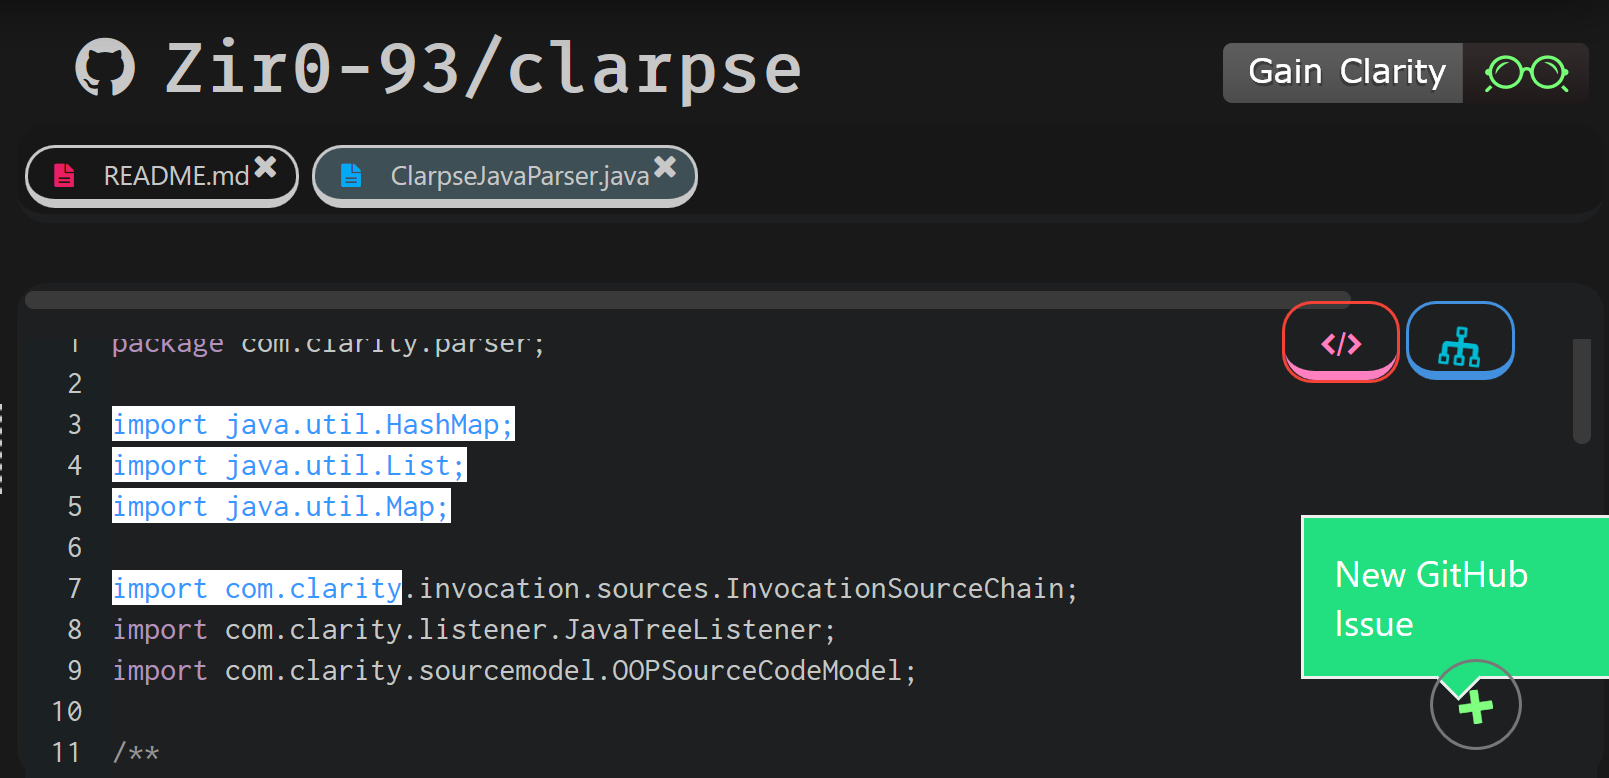 Zir0-93/clarpse
Gain Clarity
README.md
ClarpseJavaParser.java
</>
1 package com.clarity.parser;
2
3 import java.util.HashMap;
4 import java.util.List;
5 import java.util.Map;
6
7 import com.clarity.invocation.sources.InvocationSourceChain;
8 import com.clarity.listener.JavaTreeListener;
9 import com.clarity.sourcemodel.OOPSourceCodeModel;
10
11 /**
New GitHub
Issue